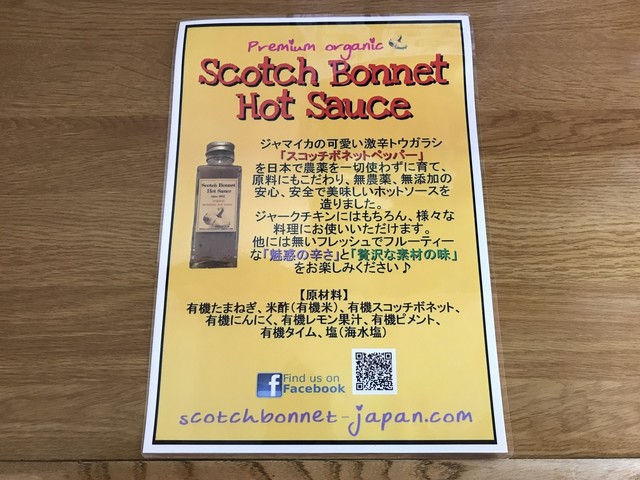 Premium organic
Scotch Bonnet
Hot Sauce
ジャマイカの可愛い激辛トウガラシ
「スコッチボネットペッパー」
を日本で農薬を一切使わずに育て、
原料にもこだわり、無農薬、無添加の
安心、安全で美味しいホットソースを
造りました。
ジャークチキンにはもちろん、様々な
料理にお使いいただけます。
他には無いフレッシュでフルーティー
な「魅惑の辛さ」と「贅沢な素材の味」
をお楽しみください♪
Scotch Bonnet
Hot Sauce
【原材料】
有機たまねぎ、米酢(有機米)、有機スコッチボネット、
有機にんにく、有機レモン果汁、有機ピメント、
有機タイム、塩(海水塩)
f Find us on
Facebook
scotchbonnet-japan.com